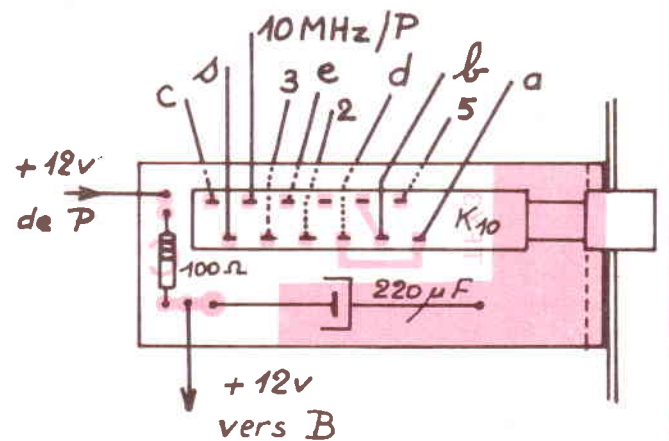 10 MHz/P
c s 3 e 2 d b 5 a
+12v
de P
K10
100Ω
220µF
+12v
vers B